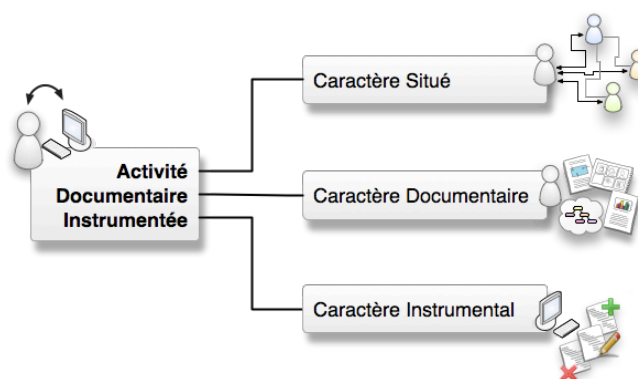 Caractère Situé
Activité
Documentaire
Instrumentée
Caractère Documentaire
Caractère Instrumental